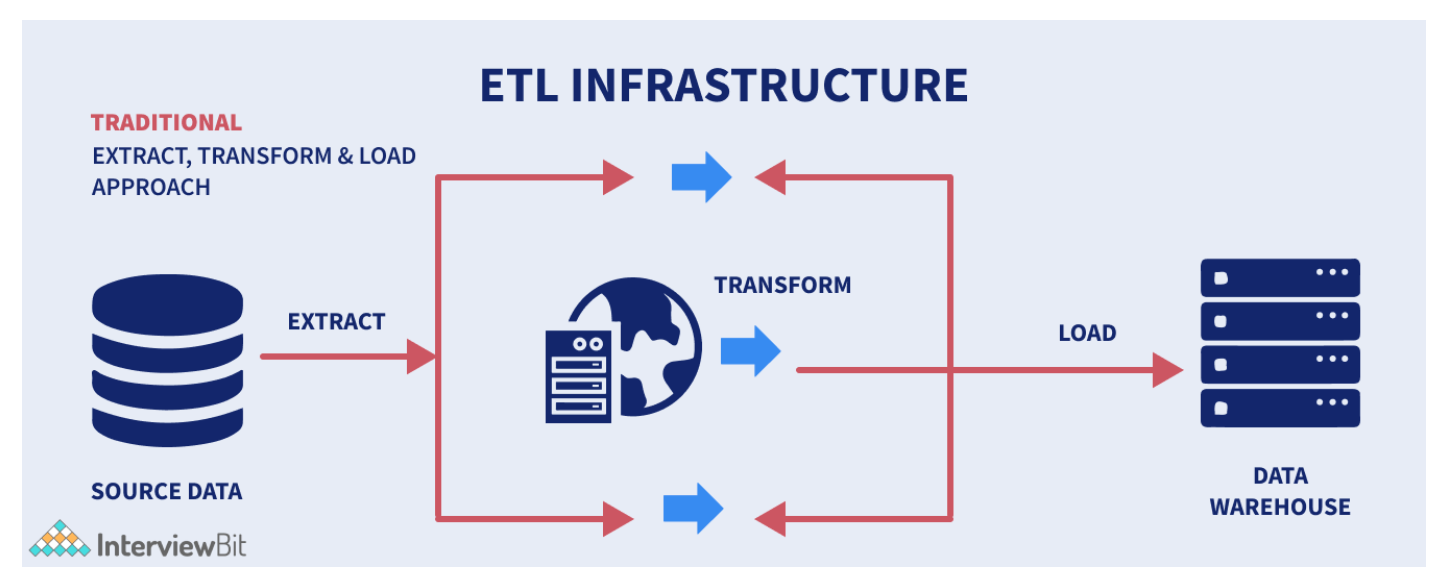 ETL INFRASTRUCTURE
TRADITIONAL
EXTRACT, TRANSFORM & LOAD
APPROACH
EXTRACT
TRANSFORM
LOAD
SOURCE DATA
DATA
WAREHOUSE
InterviewBit